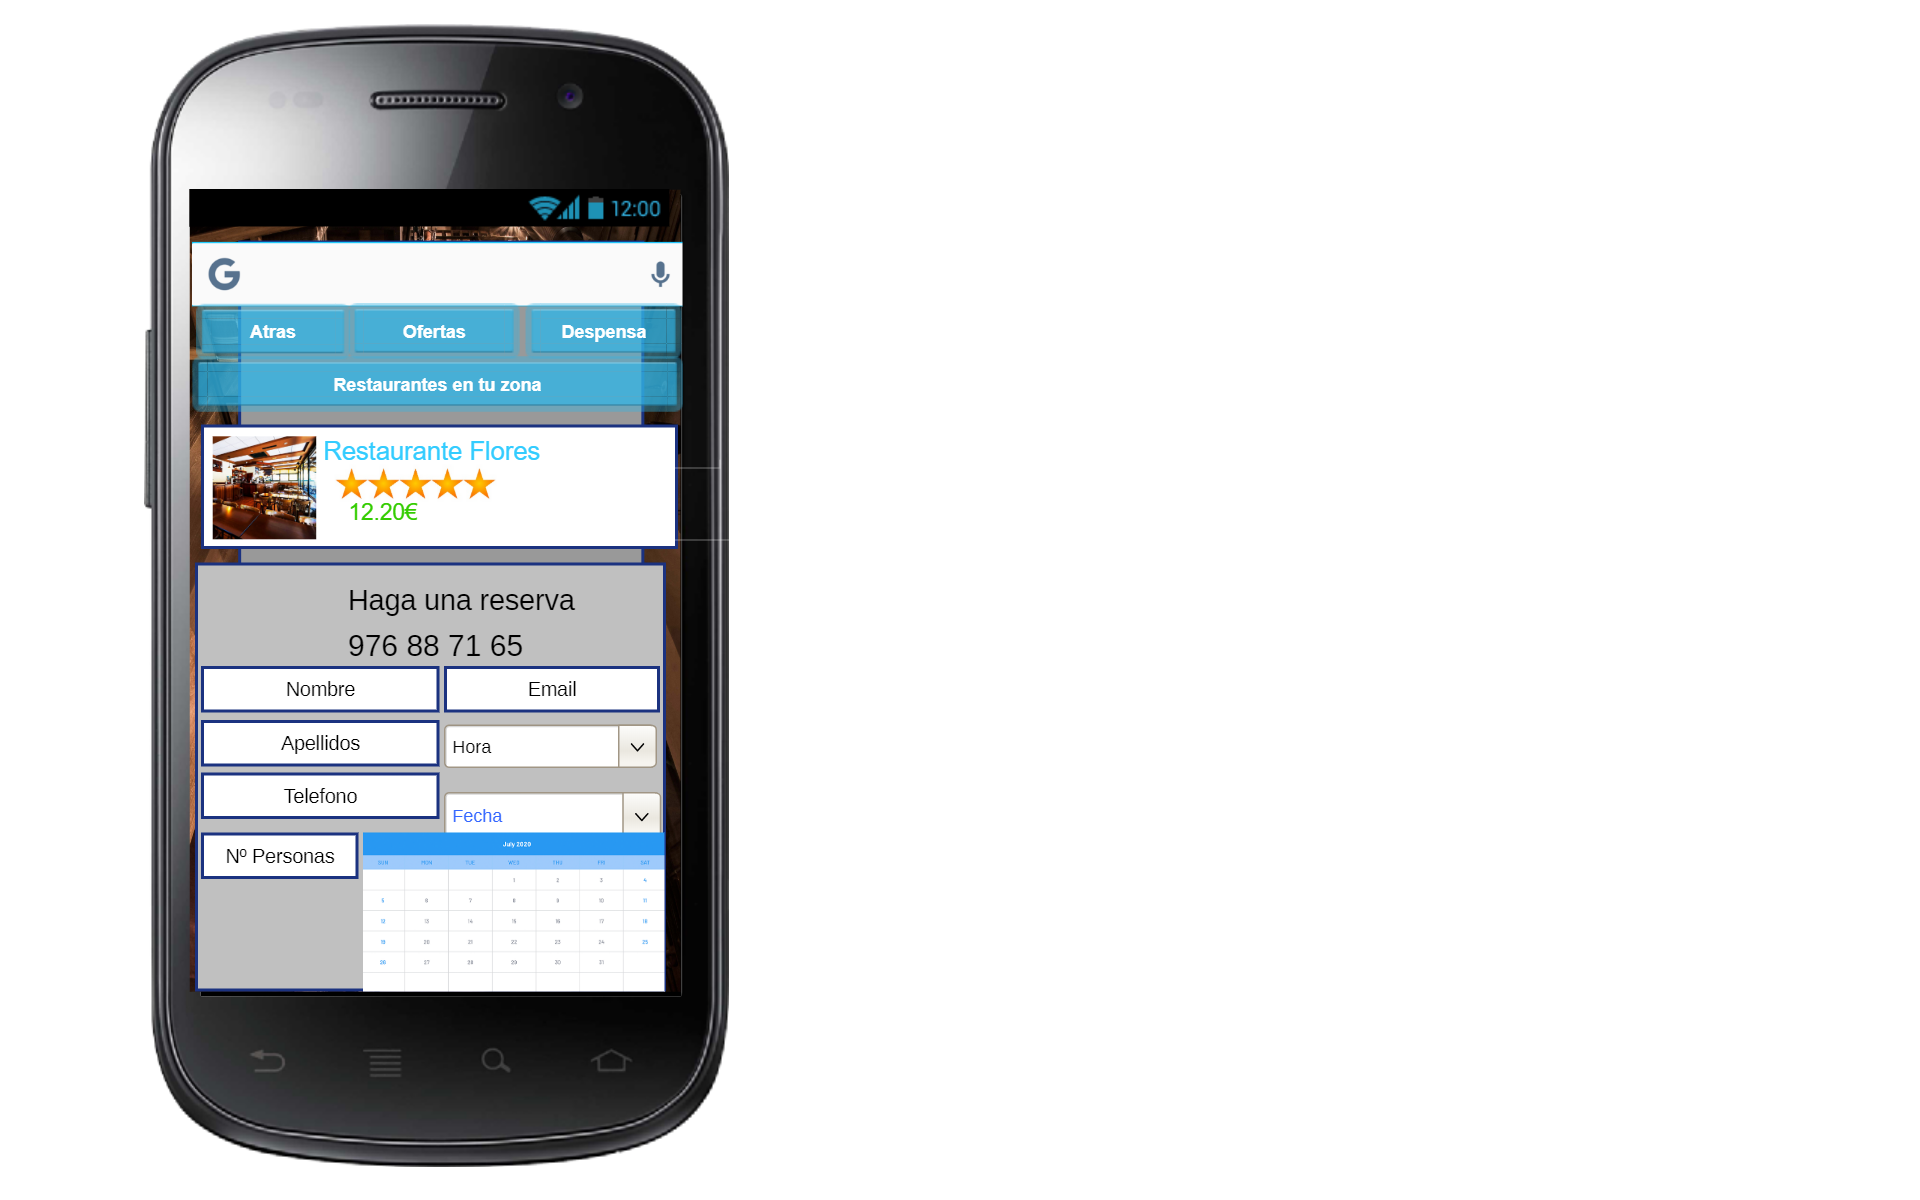 12:00
G
Atras Ofertas Despensa
Restaurantes en tu zona
Restaurante Flores
12.20€
Haga una reserva
976 88 71 65
Nombre Email
Apellidos Hora
Telefono
Fecha
Nº Personas
July 2020
SUN MON TUE WED THU FRI SAT
1 2 3 4
5 6 7 8 9 10 11
12 13 14 15 16 17 18
19 20 21 22 23 24 25
26 27 28 29 30 31